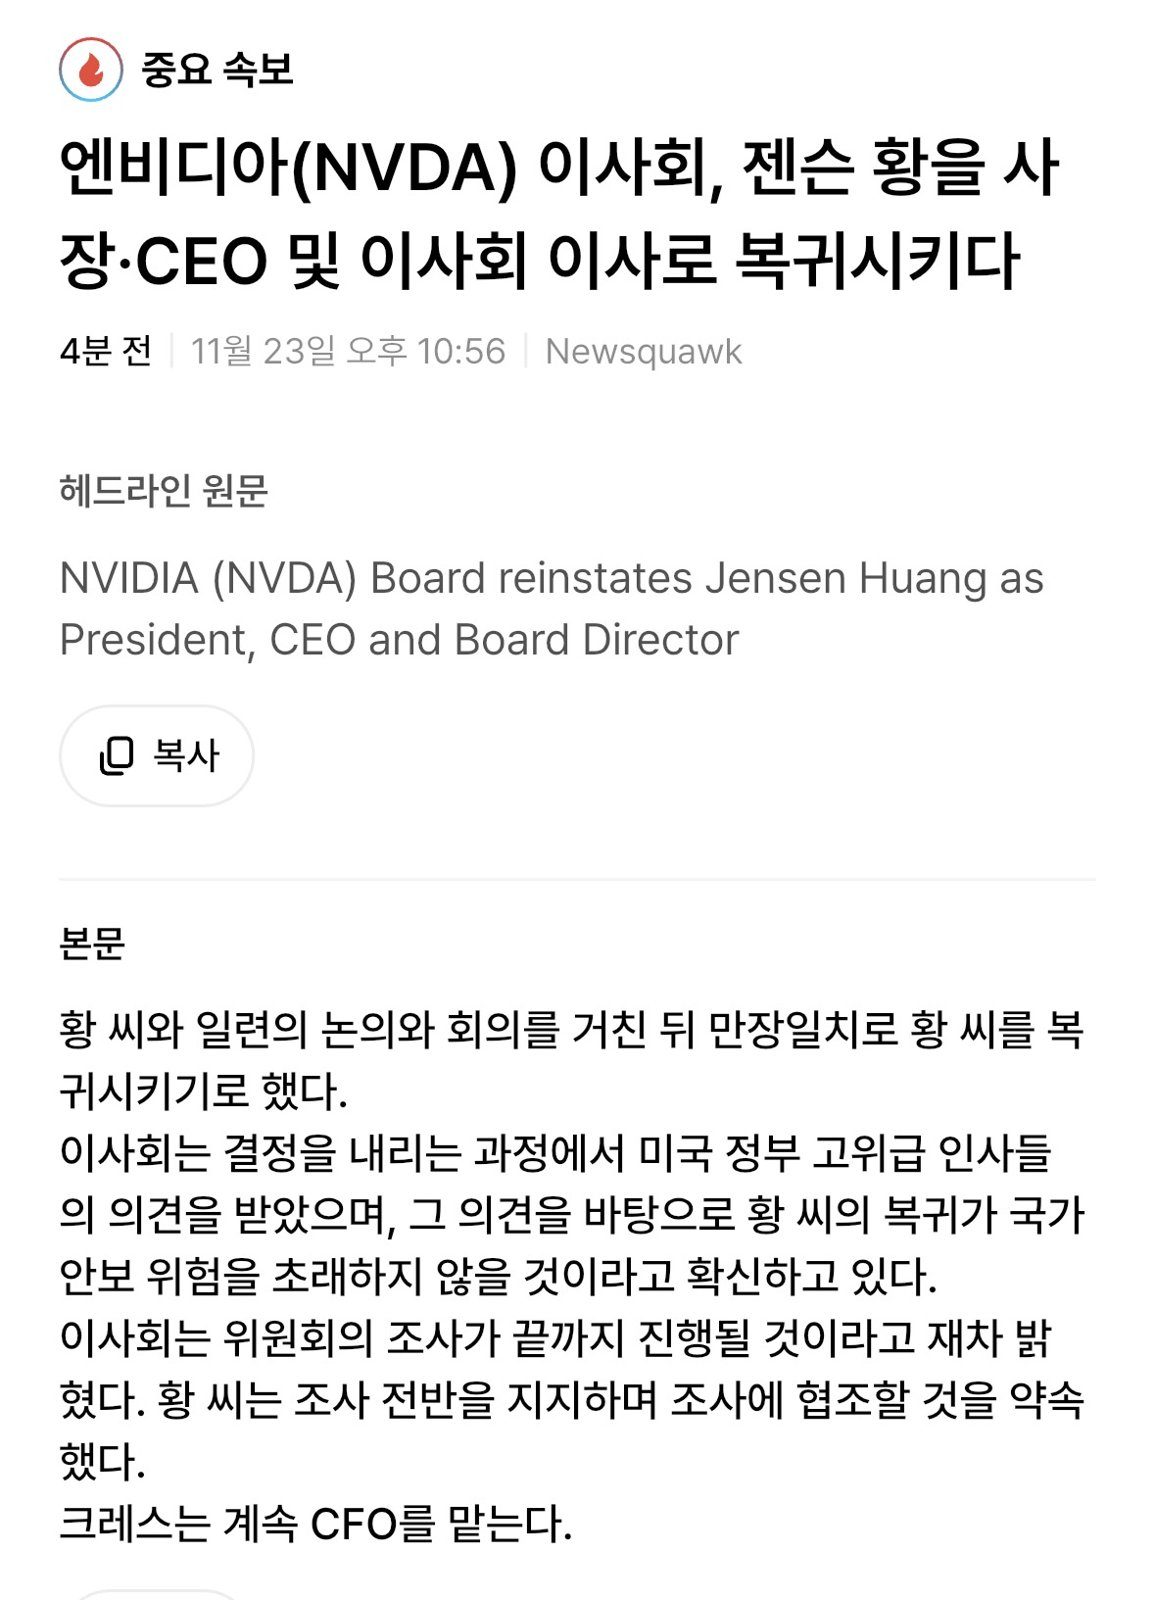 중요 속보
엔비디아(NVDA) 이사회, 젠슨 황을 사
장·CEO 및 이사회 이사로 복귀시키다
4분 전 | 11월 23일 오후 10:56 | Newsquawk
헤드라인 원문
NVIDIA (NVDA) Board reinstates Jensen Huang as
President, CEO and Board Director
복사
본문
황 씨와 일련의 논의와 회의를 거친 뒤 만장일치로 황 씨를 복
귀시키기로 했다.
이사회는 결정을 내리는 과정에서 미국 정부 고위급 인사들
의 의견을 받았으며, 그 의견을 바탕으로 황 씨의 복귀가 국가
안보 위험을 초래하지 않을 것이라고 확신하고 있다.
이사회는 위원회의 조사가 끝까지 진행될 것이라고 재차 밝
혔다. 황 씨는 조사 전반을 지지하며 조사에 협조할 것을 약속
했다.
크레스는 계속 CFO를 맡는다.